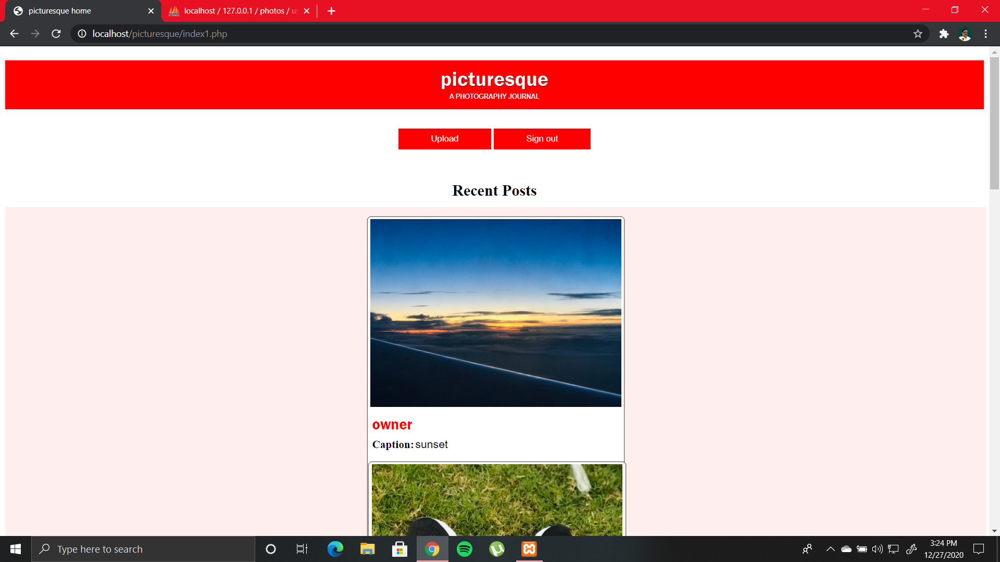 picturesque home
localhost / 127.0.0.1 / photos /
localhost/picturesque/index1.php
picturesque
A PHOTOGRAPHY JOURNAL
Upload
Sign out
Recent Posts
owner
Caption: sunset
Type here to search
3:24 PM
12/27/2020